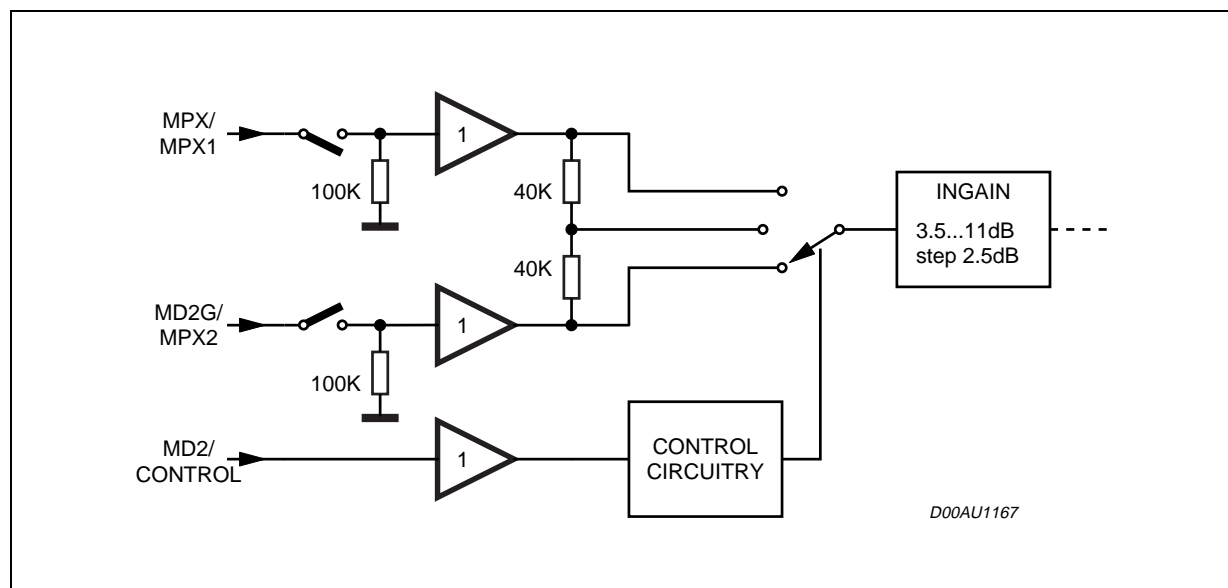 MPX/
MPX1
1
100K
40K
INGAIN
3.5...11dB
step 2.5dB
40K
MD2G/
MPX2
1
100K
MD2/
CONTROL
1
CONTROL
CIRCUITRY
D00AU1167